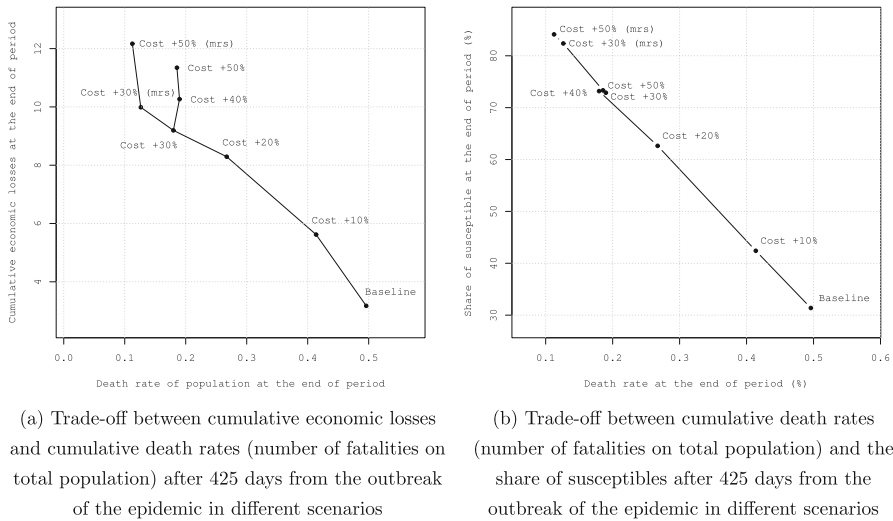 Cumulative economic losses at the end of period
12
10
8
6
4
Cost +50% (mrs)
Cost +50%
Cost +30% (mrs)
Cost +40%
Cost +30%
Cost +20%
Cost +10%
Baseline
0.0 0.1 0.2 0.3 0.4 0.5
Death rate of population at the end of period
Share of susceptible at the end of period (%)
80
70
60
50
40
30
Cost +50% (mrs)
Cost +30% (mrs)
Cost +50%
Cost +40%
Cost +30%
Cost +20%
Cost +10%
Baseline
0.1 0.2 0.3 0.4 0.5 0.6
Death rate at the end of period (%)
(a) Trade-off between cumulative economic losses
and cumulative death rates (number of fatalities on
total population) after 425 days from the outbreak
of the epidemic in different scenarios
(b) Trade-off between cumulative death rates
(number of fatalities on total population) and the
share of susceptibles after 425 days from the
outbreak of the epidemic in different scenarios